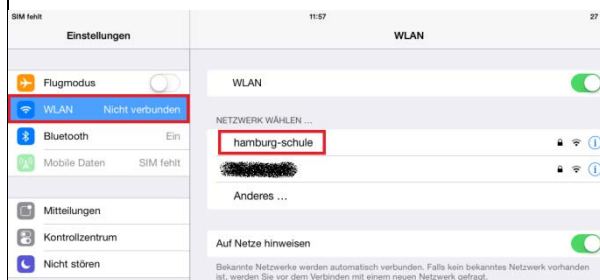 SIM fehlt 11:57 27
Einstellungen WLAN
Flugmodus
WLAN Nicht verbunden
Bluetooth Ein
Mobile Daten SIM fehlt
Mitteilungen
Kontrollzentrum
Nicht stören
WLAN
NETZWERK WÄHLEN ...
hamburg-schule
Anderes ...
Auf Netze hinweisen
Bekannte Netzwerke werden automatisch verbunden. Falls kein bekanntes Netzwerk vorhanden
ist, werden Sie vor dem Verbinden mit einem neuen Netzwerk gefragt.